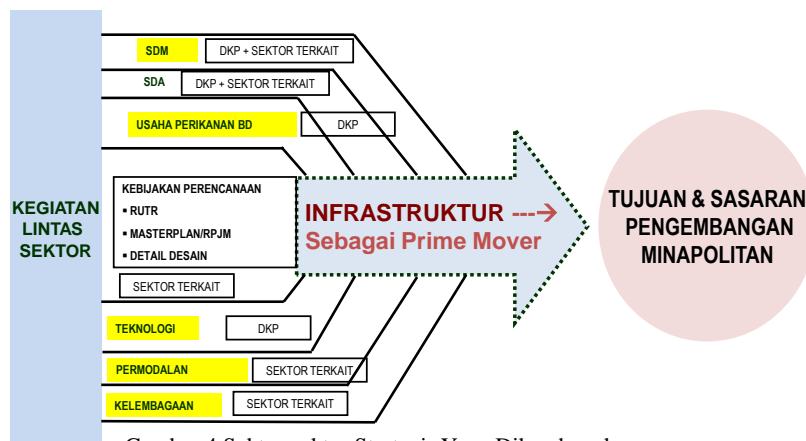 SDM
DKP + SEKTOR TERKAIT
SDA
DKP + SEKTOR TERKAIT
USAHA PERIKANAN BD
DKP
KEGIATAN
LINTAS
SEKTOR
KEBIJAKAN PERENCANAAN
▪ RUTR
▪ MASTERPLAN/RPJM
▪ DETAIL DESAIN
SEKTOR TERKAIT
INFRASTRUKTUR ---→
Sebagai Prime Mover
TUJUAN & SASARAN
PENGEMBANGAN
MINAPOLITAN
TEKNOLOGI
DKP
PERMODALAN
SEKTOR TERKAIT
KELEMBAGAAN
SEKTOR TERKAIT